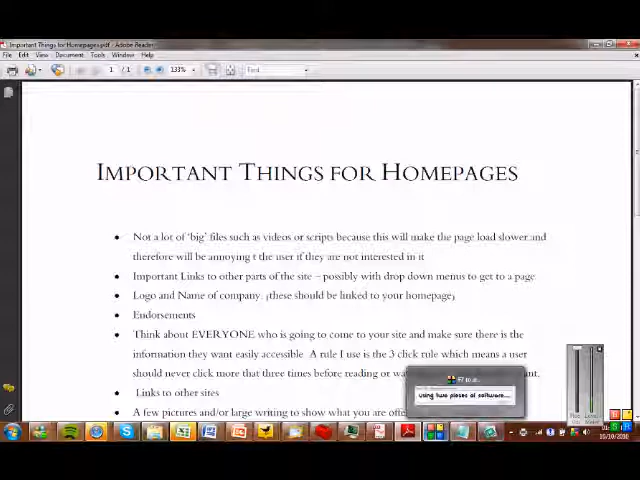 Important Things for Homepages.pdf - Adobe Reader
File Edit View Document Tools Window Help
1 / 1 133% Find
IMPORTANT THINGS FOR HOMEPAGES
Not a lot of 'big' files such as videos or scripts because this will make the page load slower and
therefore will be annoying t the user if they are not interested in it
Important Links to other parts of the site – possibly with drop down menus to get to a page
Logo and Name of company. (these should be linked to your homepage)
Endorsements
Think about EVERYONE who is going to come to your site and make sure there is the
information they want easily accessible. A rule I use is the 3 click rule which means a user
should never click more that three times before reading or
Links to other sites
A few pictures and/or large writing to show what you are
using two pieces of software...
10/10/2010